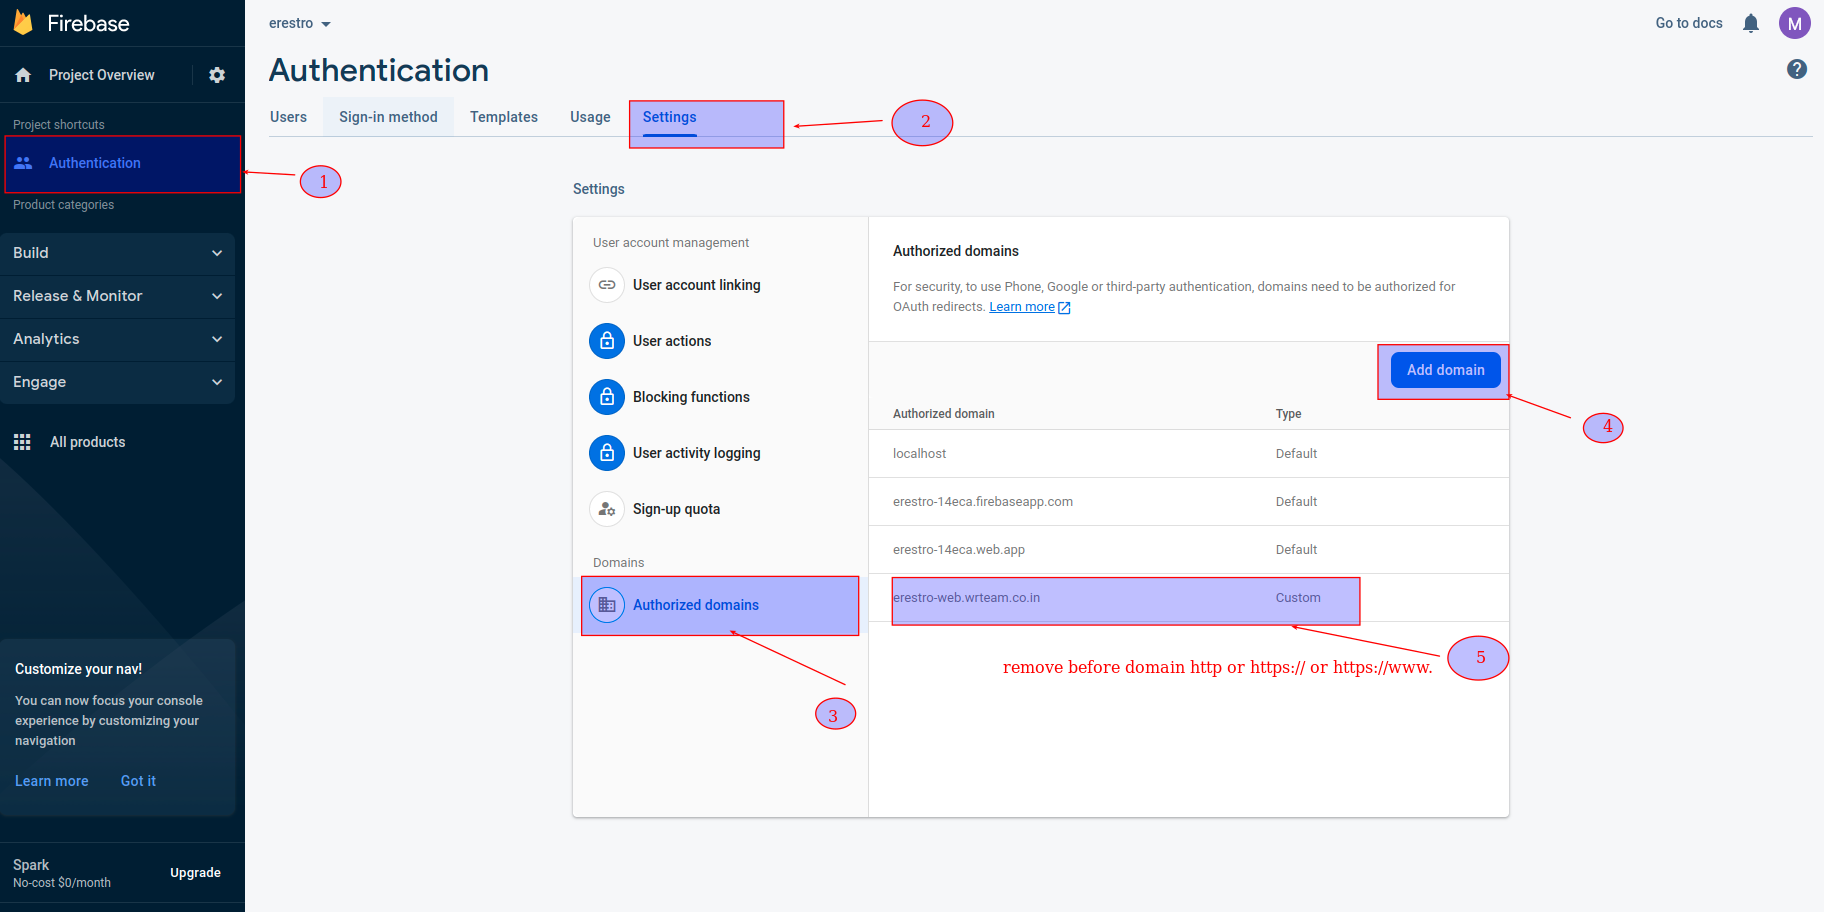 Firebase
Project Overview
Project shortcuts
Authentication
Product categories
Build
Release & Monitor
Analytics
Engage
All products
Customize your nav!
You can now focus your console
experience by customizing your
navigation
Learn more Got it
Spark
No-cost $0/month
Upgrade
1
erestro
Go to docs
M
Authentication
?
Users Sign-in method Templates Usage Settings
2
Settings
User account management
User account linking
User actions
Blocking functions
User activity logging
Sign-up quota
Domains
Authorized domains
3
Authorized domains
For security, to use Phone, Google or third-party authentication, domains need to be authorized for
OAuth redirects. Learn more
Add domain
4
Authorized domain Type
localhost Default
erestro-14eca.firebaseapp.com Default
erestro-14eca.web.app Default
erestro-web.wrteam.co.in Custom
5
remove before domain http or https:// or https://www.